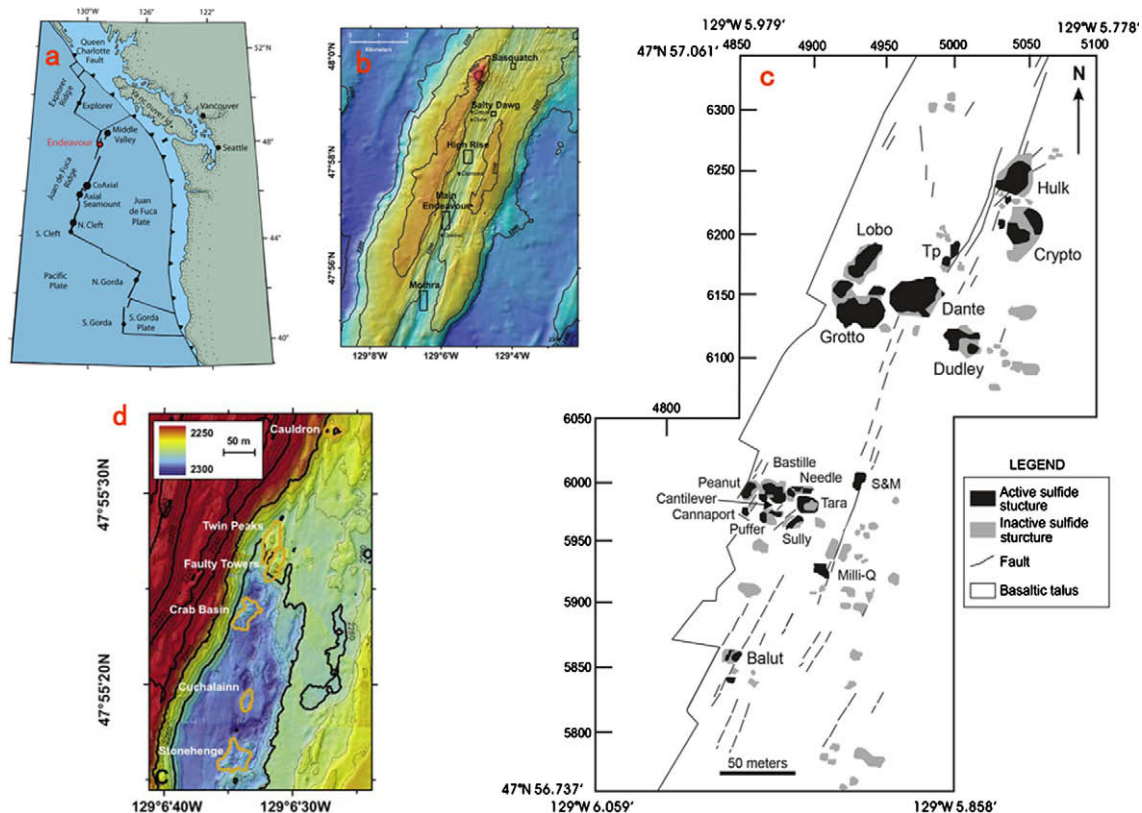 a
130°W
126°
122°
52°N
Queen
Charlotte
Fault
Explorer
Ridge
Explorer
Vancouver Is.
Vancouver
Middle
Valley
48°
Endeavour
Seattle
Juan de Fuca
Ridge
CoAxial
Axial
Seamount
Juan
de Fuca
Plate
N. Cleft
S. Cleft
44°
Pacific
Plate
N. Gorda
S. Gorda
Plate
S. Gorda
40°
b
0
2
Kilometers
48°0'N
47°58'N
47°56'N
Sasquatch
Salty Dawg
High Rise
Main
Endeavour
Mothra
129°8'W
129°6'W
129°4'W
c
129°W
5.979'
129°W
5.778'
47°N 57.061'
4850
4900
4950
5000
5050
5100
N
6300
6250
6200
6150
6100
6050
4800
6000
5950
5900
5850
5800
Hulk
Lobo
Tp
Crypto
Dante
Grotto
Dudley
Bastille
Peanut
Needle
S&M
Cantilever
Tara
Cannaport
Puffer
Sully
Milli-Q
Balut
50 meters
47°N 56.737'
129°W 6.059'
129°W 5.858'
LEGEND
Active sulfide
stucture
Inactive sulfide
sturcture
Fault
Basaltic talus
d
2250
2300
50 m
Cauldron
47°55'30"N
Twin Peaks
Faulty Towers
Crab Basin
Cuchalainn
47°55'20"N
Stonehenge
C
129°6'40"W
129°6'30"W